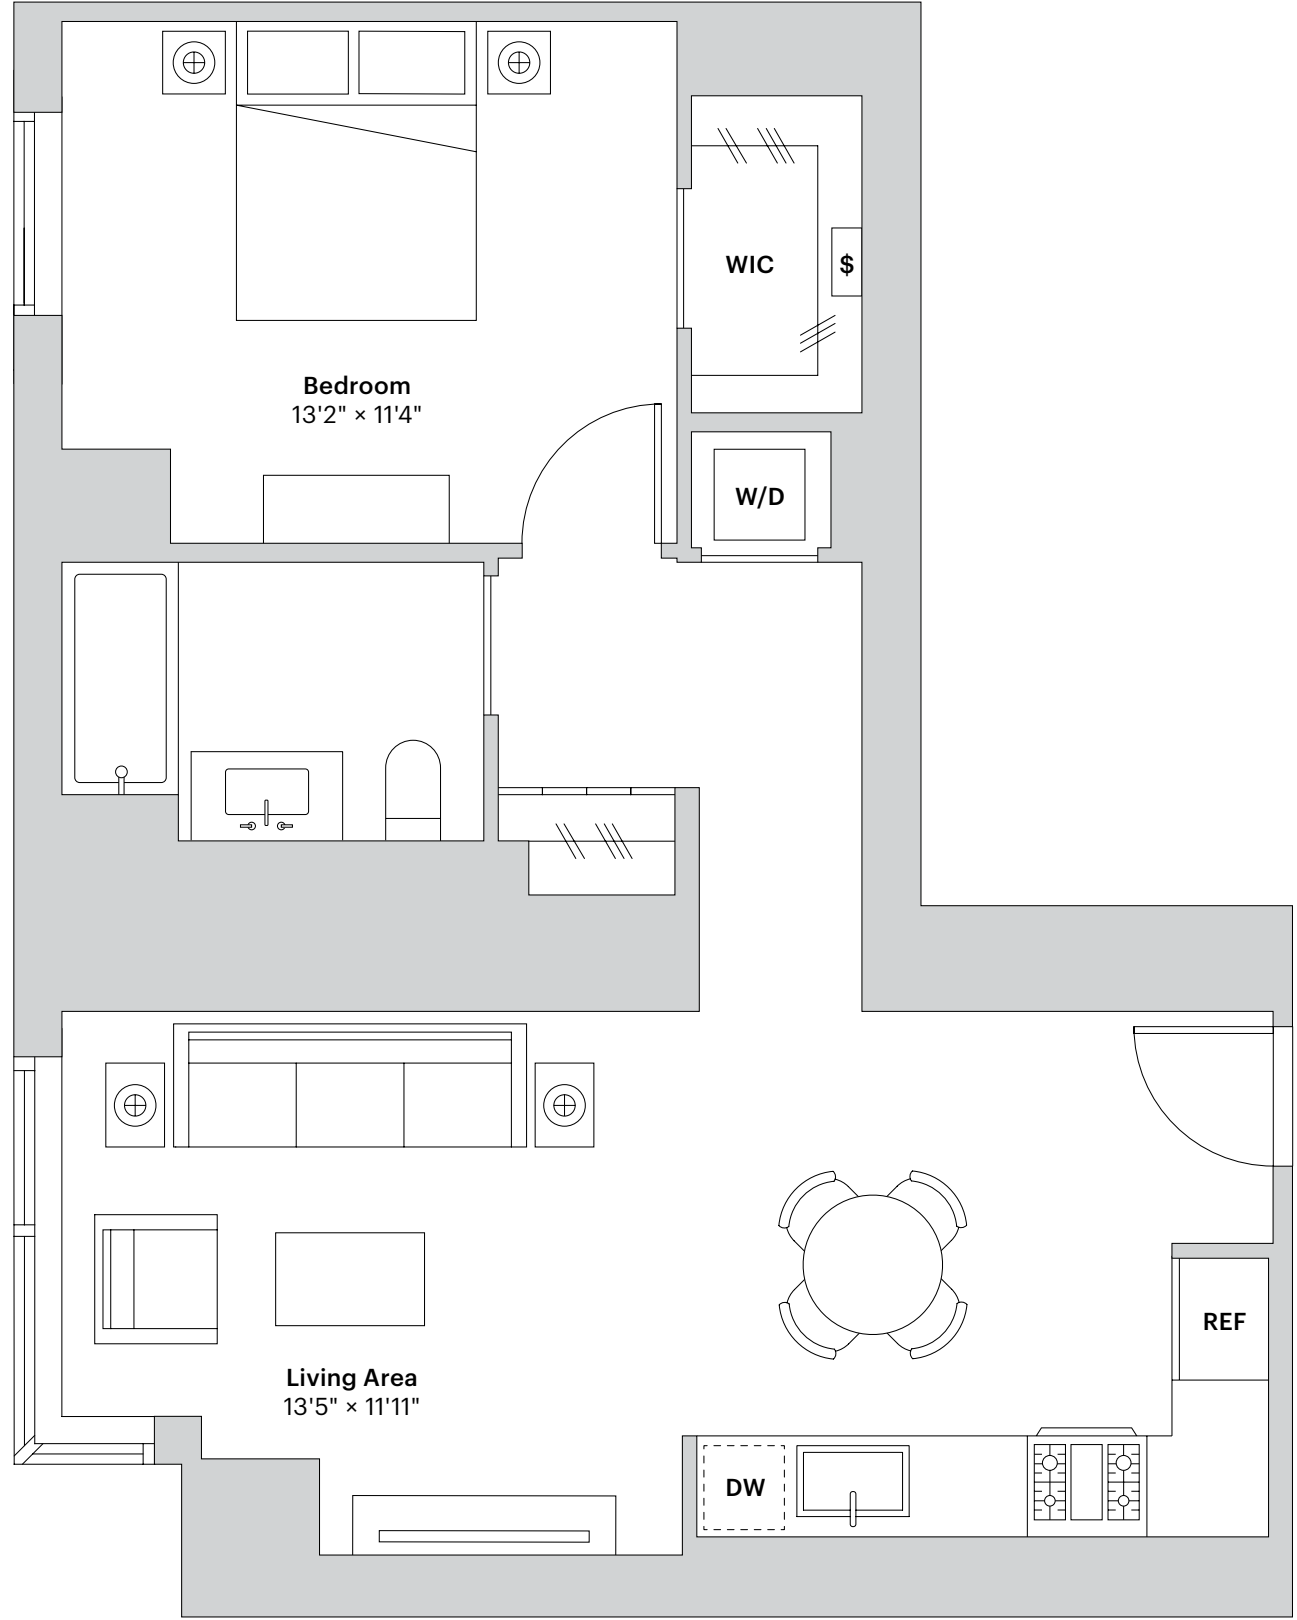 WIC
$
Bedroom
13'2" × 11'4"
W/D
REF
Living Area
13'5" × 11'11"
DW